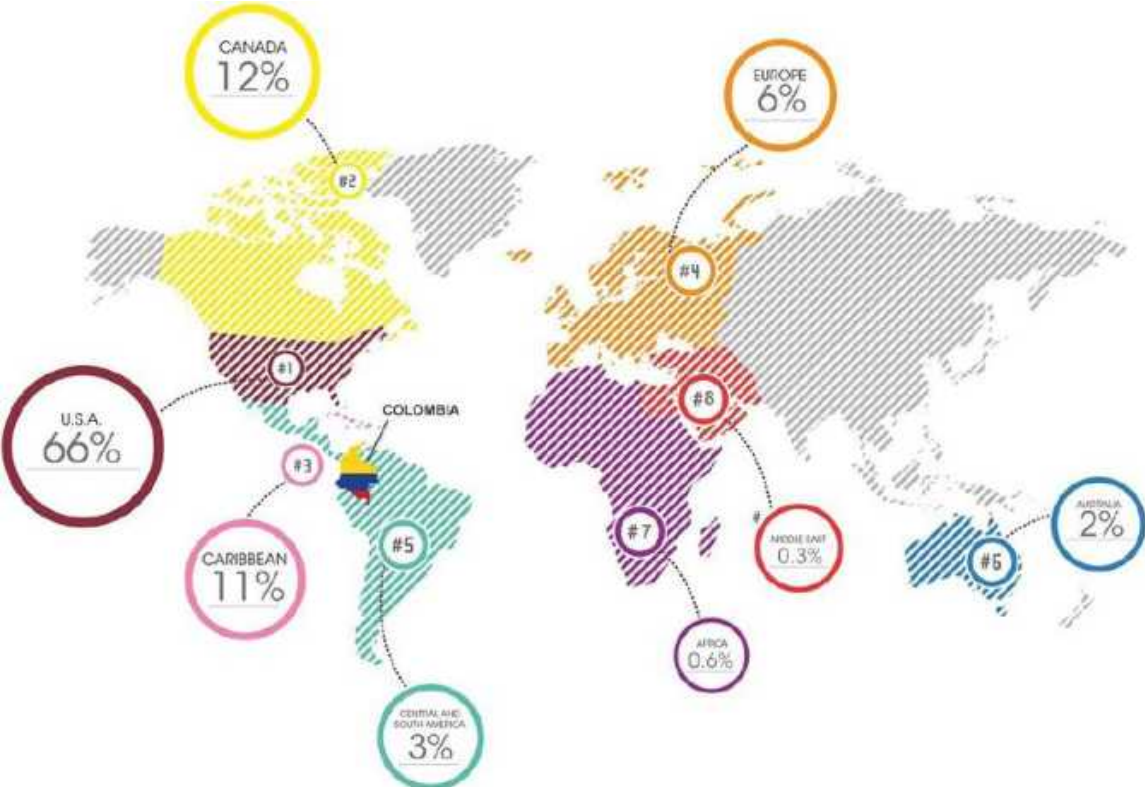 CANADA
12%
#2
EUROPE
6%
#4
U.S.A.
66%
#1
COLOMBIA
#3
CARIBBEAN
11%
#5
CENTRAL AND
SOUTH AMERICA
3%
#7
AFRICA
0.6%
#8
#
MIDDLE EAST
0.3%
#6
AUSTRALIA
2%